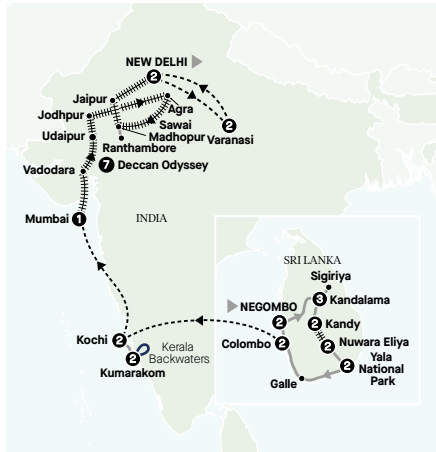 NEW DELHI
2
Jaipur
Jodhpur
Agra
Sawai
Madhopur
2
Varanasi
Udaipur
Ranthambore
Vadodara
7 Deccan Odyssey
Mumbai 1
INDIA
SRI LANKA
Sigiriya
3 Kandalama
NEGOMBO
2
2 Kandy
Colombo 2
2 Nuwara Eliya
2
Yala
National
Park
Galle
Kochi 2
Kerala
Backwaters
2
Kumarakom